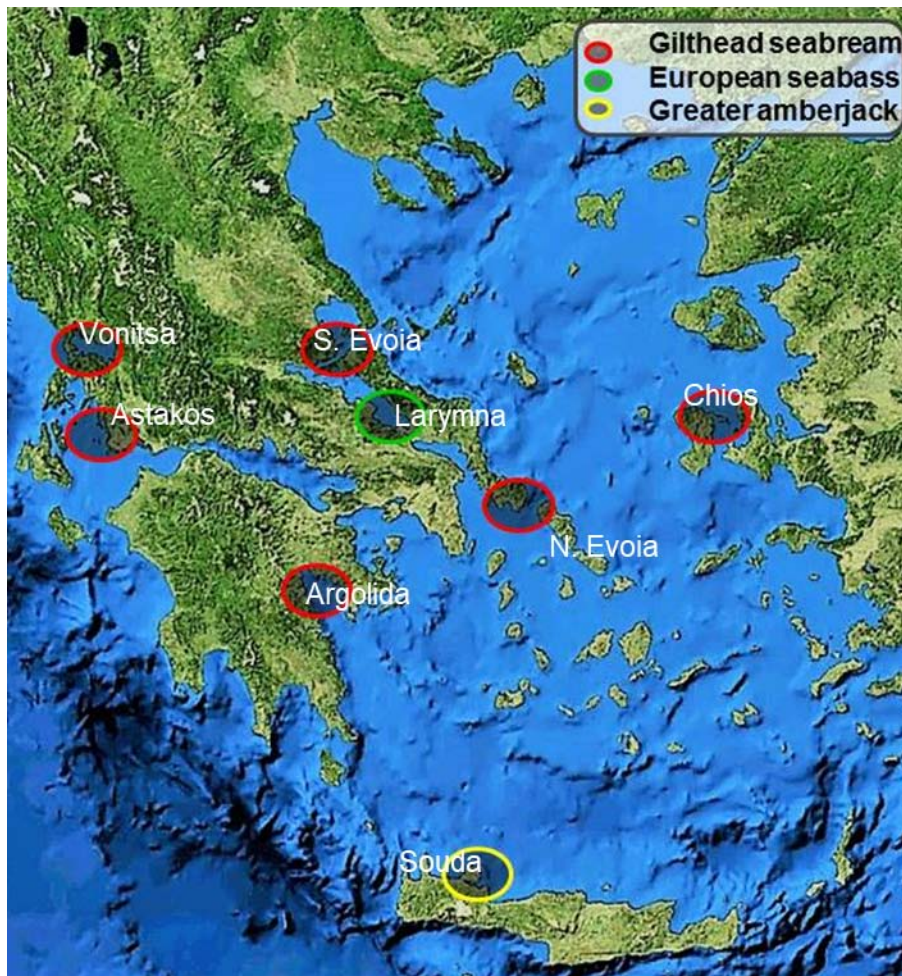 Gilthead seabream
European seabass
Greater amberjack
Vonitsa
S. Evoia
Chios
Astakos
Larymna
N. Evoia
Argolida
Souda